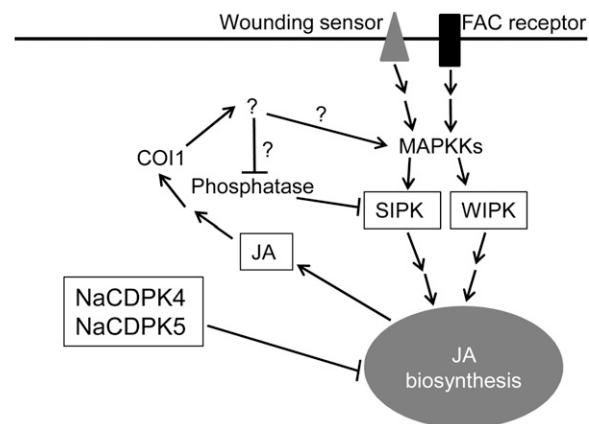 Wounding sensor
FAC receptor
?
?
MAPKKs
COI1
?
Phosphatase
SIPK
WIPK
JA
NaCDPK4
NaCDPK5
JA
biosynthesis